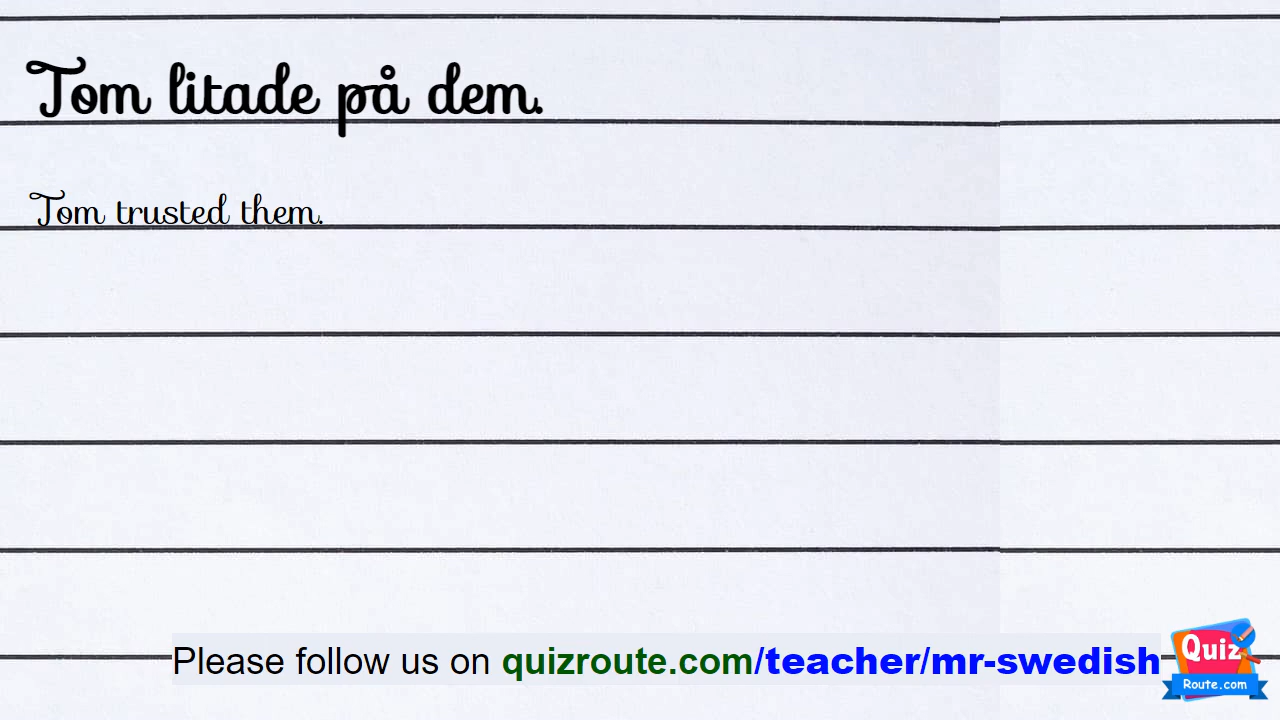 Tom litade på dem.
Tom trusted them.
Please follow us on quizroute.com/teacher/mr-swedish
Quiz
Route.com